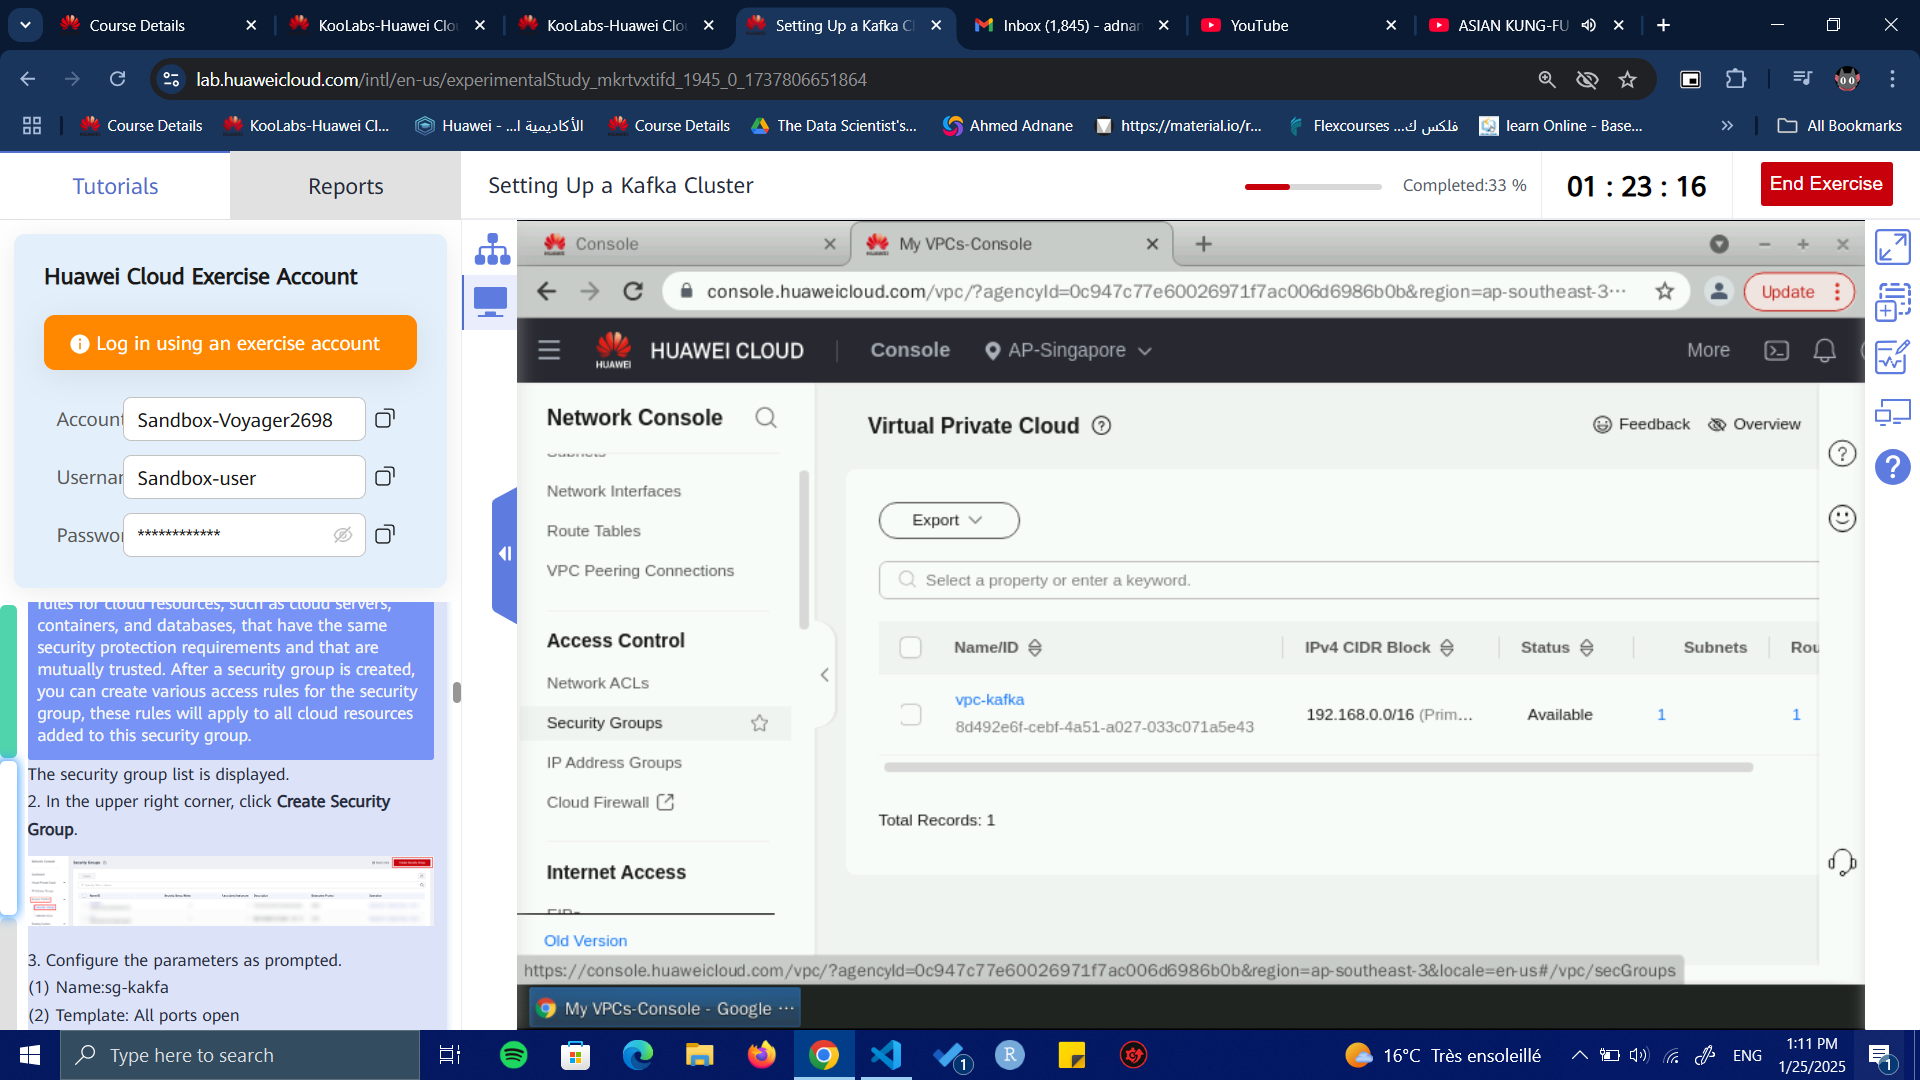 Course Details
KooLabs-Huawei Clo
KooLabs-Huawei Clo
Setting Up a Kafka Cl
Inbox (1,845) - adnan
YouTube
ASIAN KUNG-FU
lab.huaweicloud.com/intl/en-us/experimentalStudy_mkrtvxtifd_1945_0_1737806651864
Course Details
KooLabs-Huawei Cl...
Huawei - الأكاديمية ا...
Course Details
The Data Scientist's...
Ahmed Adnane
https://material.io/r...
Flexcourses فلكس ك...
learn Online - Base...
All Bookmarks
Tutorials
Reports
Setting Up a Kafka Cluster
Completed:33 %
01 : 23 : 16
End Exercise
Huawei Cloud Exercise Account
Log in using an exercise account
Account
Sandbox-Voyager2698
Usernam
Sandbox-user
Passwor
************
rules for cloud resources, such as cloud servers,
containers, and databases, that have the same
security protection requirements and that are
mutually trusted. After a security group is created,
you can create various access rules for the security
group, these rules will apply to all cloud resources
added to this security group.
The security group list is displayed.
2. In the upper right corner, click Create Security
Group.
3. Configure the parameters as prompted.
(1) Name:sg-kakfa
(2) Template: All ports open
Console
My VPCs-Console
console.huaweicloud.com/vpc/?agencyId=0c947c77e60026971f7ac006d6986b0b&region=ap-southeast-3···
Update
HUAWEI
HUAWEI CLOUD
Console
AP-Singapore
More
Network Console
Subnets
Network Interfaces
Route Tables
VPC Peering Connections
Access Control
Network ACLs
Security Groups
IP Address Groups
Cloud Firewall
Internet Access
EIPs
Old Version
Virtual Private Cloud
Feedback
Overview
Export
Select a property or enter a keyword.
Name/ID
IPv4 CIDR Block
Status
Subnets
Rou
vpc-kafka
8d492e6f-cebf-4a51-a027-033c071a5e43
192.168.0.0/16 (Prim...
Available
1
1
Total Records: 1
https://console.huaweicloud.com/vpc/?agencyId=0c947c77e60026971f7ac006d6986b0b&region=ap-southeast-3&locale=en-us#/vpc/secGroups
My VPCs-Console - Google ···
Type here to search
1
R
16°C Très ensoleillé
ENG
1:11 PM
1/25/2025
1